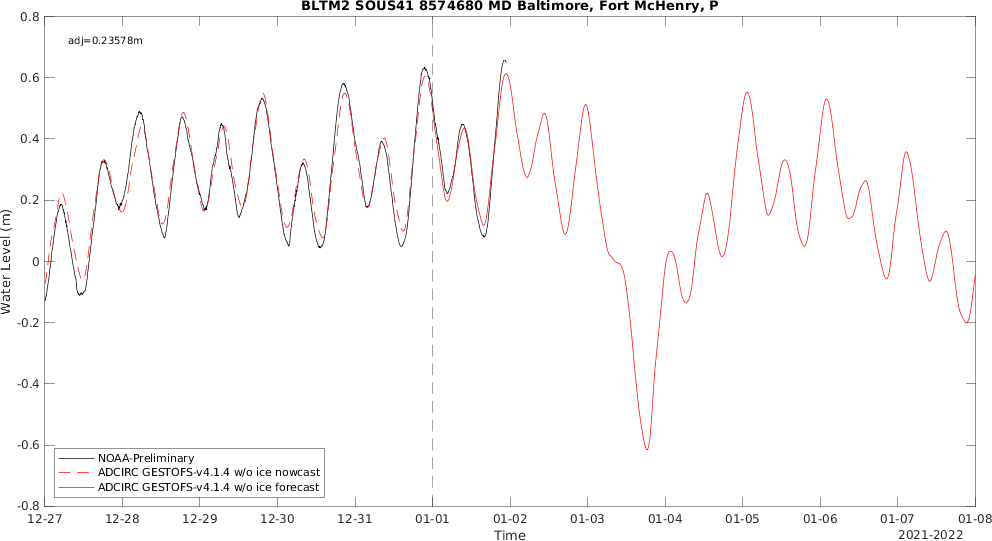 BLTM2 SOUS41 8574680 MD Baltimore, Fort McHenry, P
adj=0.23578m
0.8
0.6
0.4
0.2
0
-0.2
-0.4
-0.6
-0.8
Water Level (m)
NOAA-Preliminary
ADCIRC GESTOFS-v4.1.4 w/o ice nowcast
ADCIRC GESTOFS-v4.1.4 w/o ice forecast
12-27 12-28 12-29 12-30 12-31 01-01 01-02 01-03 01-04 01-05 01-06 01-07 01-08
Time
2021-2022